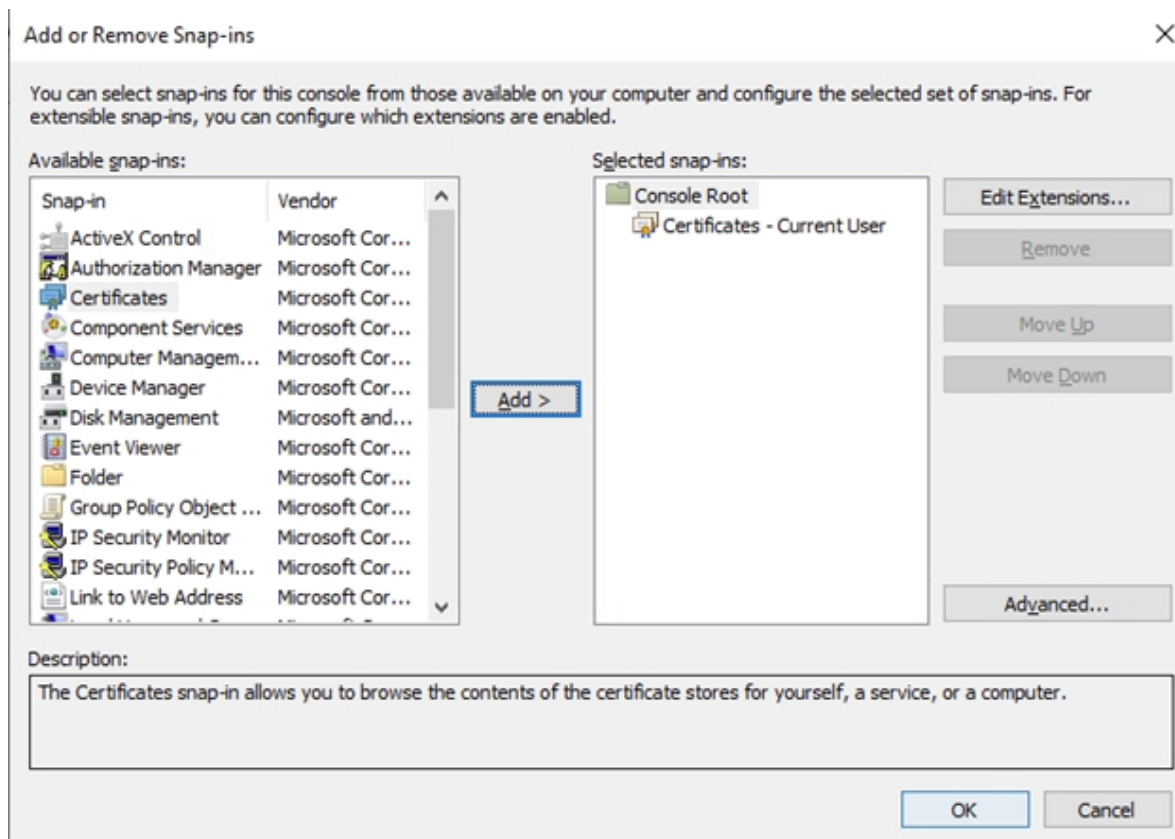 Add or Remove Snap-ins
You can select snap-ins for this console from those available on your computer and configure the selected set of snap-ins. For
extensible snap-ins, you can configure which extensions are enabled.
Available snap-ins:
Snap-in Vendor
ActiveX Control Microsoft Cor...
Authorization Manager Microsoft Cor...
Certificates Microsoft Cor...
Component Services Microsoft Cor...
Computer Managem... Microsoft Cor...
Device Manager Microsoft Cor...
Disk Management Microsoft and...
Event Viewer Microsoft Cor...
Folder Microsoft Cor...
Group Policy Object ... Microsoft Cor...
IP Security Monitor Microsoft Cor...
IP Security Policy M... Microsoft Cor...
Link to Web Address Microsoft Cor...
Add >
Selected snap-ins:
Console Root
Certificates - Current User
Edit Extensions...
Remove
Move Up
Move Down
Advanced...
Description:
The Certificates snap-in allows you to browse the contents of the certificate stores for yourself, a service, or a computer.
OK
Cancel